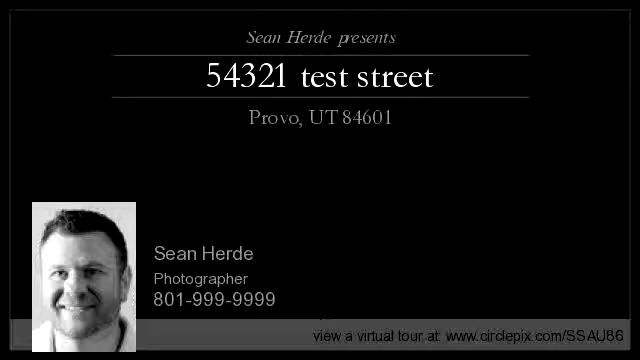 Sean Herde presents
54321 test street
Provo, UT 84601
Sean Herde
Photographer
801-999-9999
view a virtual tour at: www.circlepix.com/SSAU86